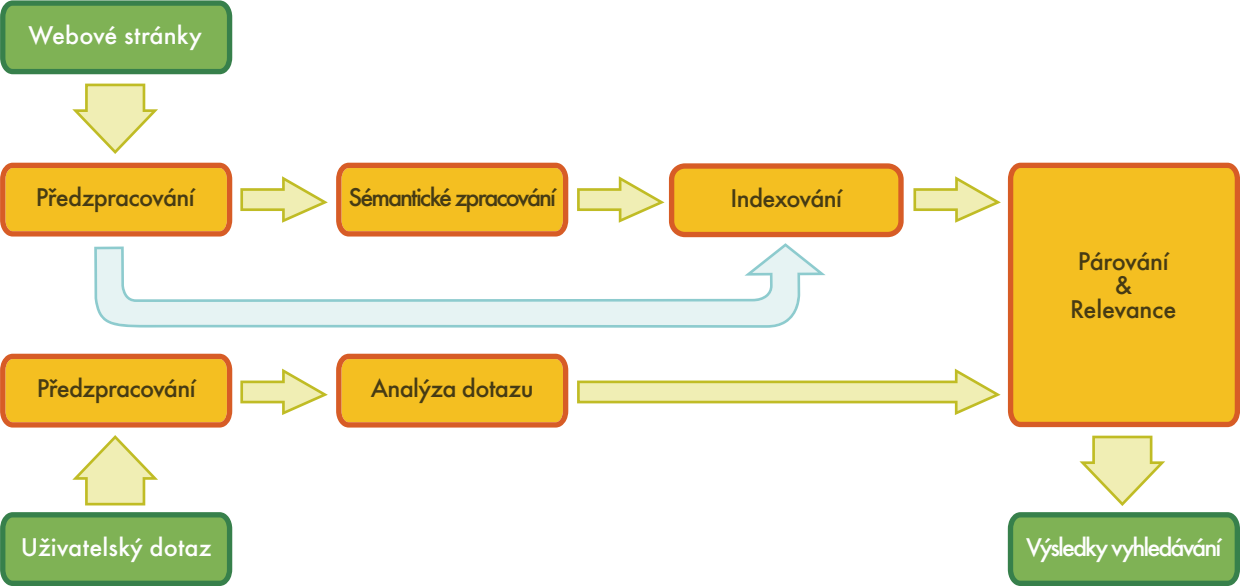 Webové stránky
Předzpracování
Sémantické zpracování
Indexování
Párování
&
Relevance
Předzpracování
Analýza dotazu
Uživatelský dotaz
Výsledky vyhledávání